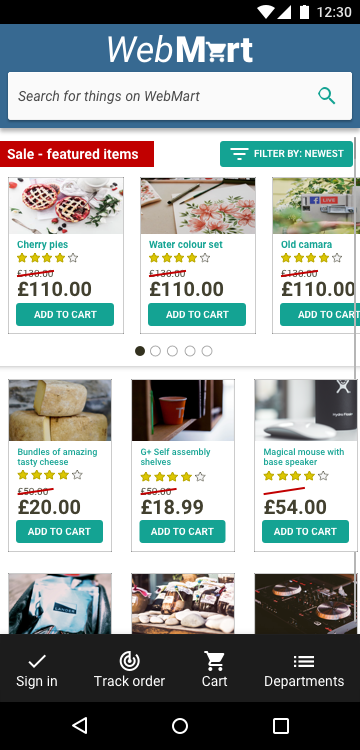 12:30
WebMart
Search for things on WebMart
Sale - featured items
FILTER BY: NEWEST
Cherry pies
£130.00
£110.00
ADD TO CART
Water colour set
£130.00
£110.00
ADD TO CART
Old camara
£130.00
£110.00
ADD TO CART
LIVE
Bundles of amazing
tasty cheese
£50.00
£20.00
ADD TO CART
G+ Self assembly
shelves
£50.00
£18.99
ADD TO CART
Magical mouse with
base speaker
£54.00
ADD TO CART
Sign in
Track order
Cart
Departments